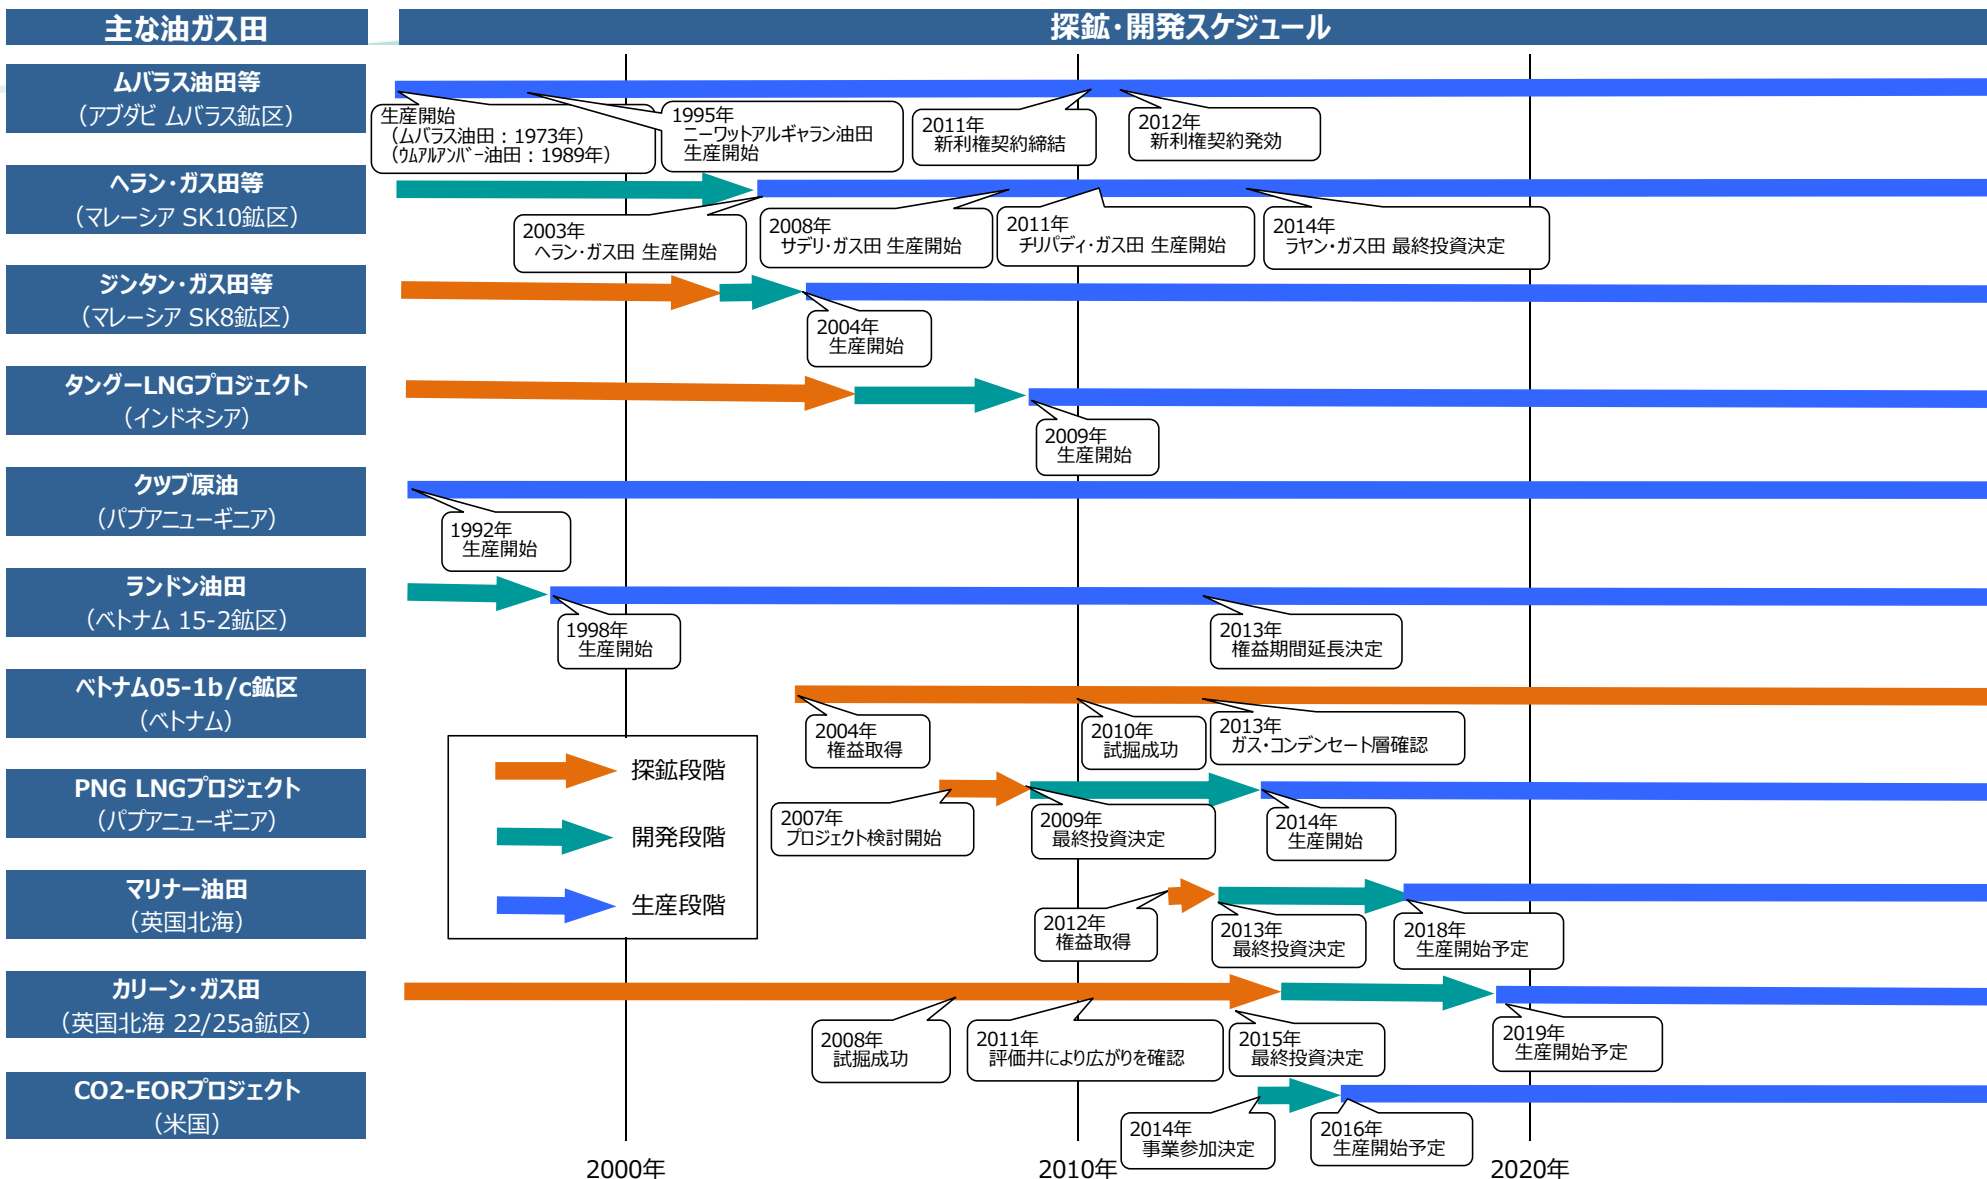 主な油ガス田
探鉱・開発スケジュール
ムバラス油田等
（アブダビ ムバラス鉱区）
生産開始
（ムバラス油田：1973年）
（ウムアルアンバー油田：1989年）
1995年
ニーワットアルギャラン油田
生産開始
2011年
新利権契約締結
2012年
新利権契約発効
ヘラン・ガス田等
（マレーシア SK10鉱区）
2003年
ヘラン・ガス田 生産開始
2008年
サデリ・ガス田 生産開始
2011年
チリパディ・ガス田 生産開始
2014年
ラヤン・ガス田 最終投資決定
ジンタン・ガス田等
（マレーシア SK8鉱区）
2004年
生産開始
タングーLNGプロジェクト
（インドネシア）
2009年
生産開始
クツブ原油
（パプアニューギニア）
1992年
生産開始
ランドン油田
（ベトナム 15-2鉱区）
1998年
生産開始
2013年
権益期間延長決定
ベトナム05-1b/c鉱区
（ベトナム）
2004年
権益取得
2010年
試掘成功
2013年
ガス・コンデンセート層確認
PNG LNGプロジェクト
（パプアニューギニア）
2007年
プロジェクト検討開始
2009年
最終投資決定
2014年
生産開始
探鉱段階
開発段階
生産段階
マリナー油田
（英国北海）
2012年
権益取得
2013年
最終投資決定
2018年
生産開始予定
カリーン・ガス田
（英国北海 22/25a鉱区）
2008年
試掘成功
2011年
評価井により広がりを確認
2015年
最終投資決定
2019年
生産開始予定
CO2-EORプロジェクト
（米国）
2014年
事業参加決定
2016年
生産開始予定
2000年
2010年
2020年